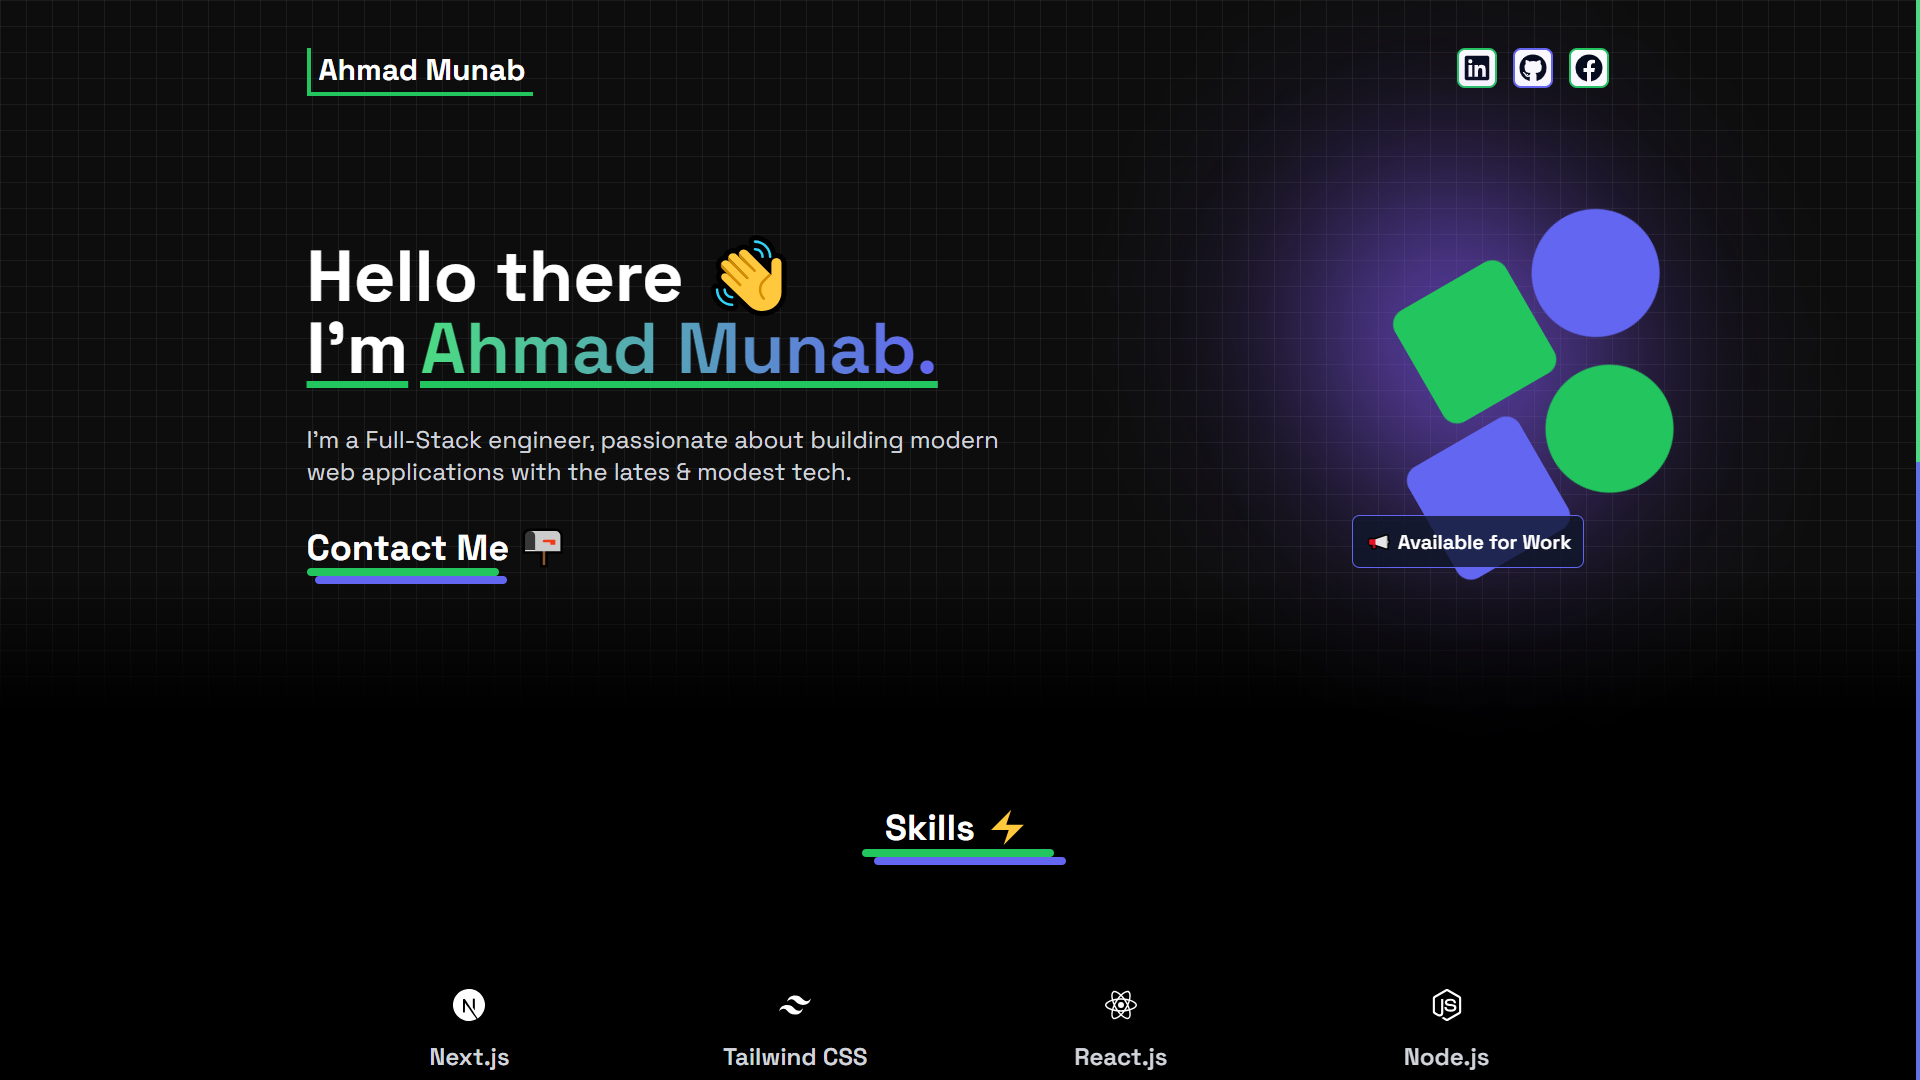 Ahmad Munab
Hello there 👋
I'm Ahmad Munab.
I'm a Full-Stack engineer, passionate about building modern
web applications with the lates & modest tech.
Contact Me 📭
Available for Work
Skills ⚡
Next.js
Tailwind CSS
React.js
Node.js